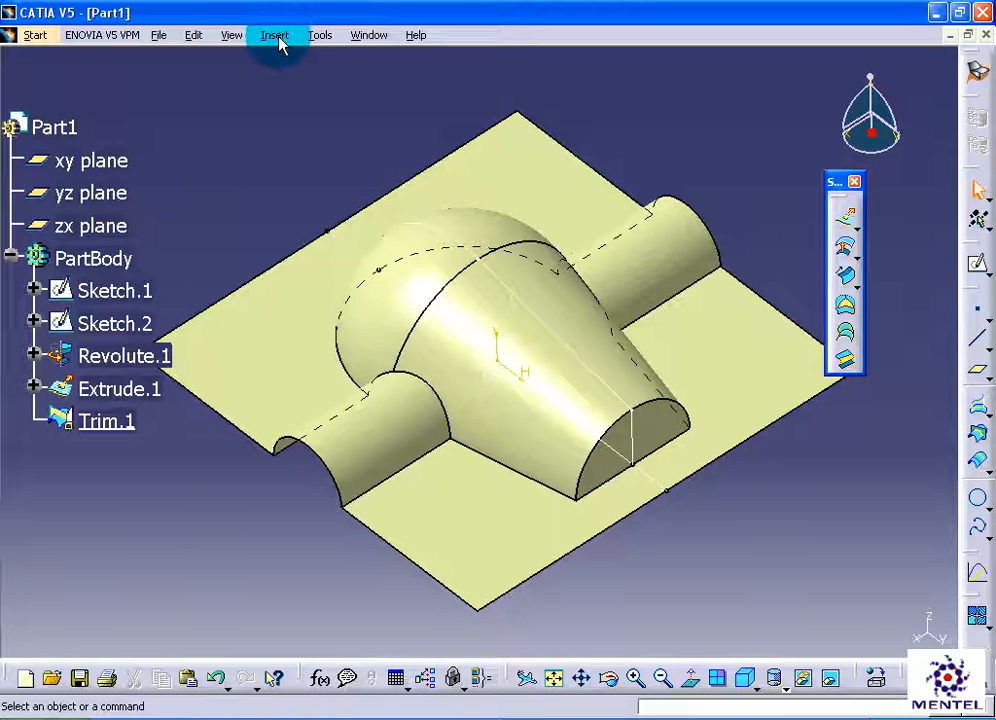 CATIA V5 - [Part1]
Start ENOVIA V5 VPM File Edit View Insert Tools Window Help
S...
Part1
xy plane
yz plane
zx plane
PartBody
Sketch.1
Sketch.2
Revolute.1
Extrude.1
Trim.1
H
z
x
y
f(x)
Select an object or a command
MENTEL